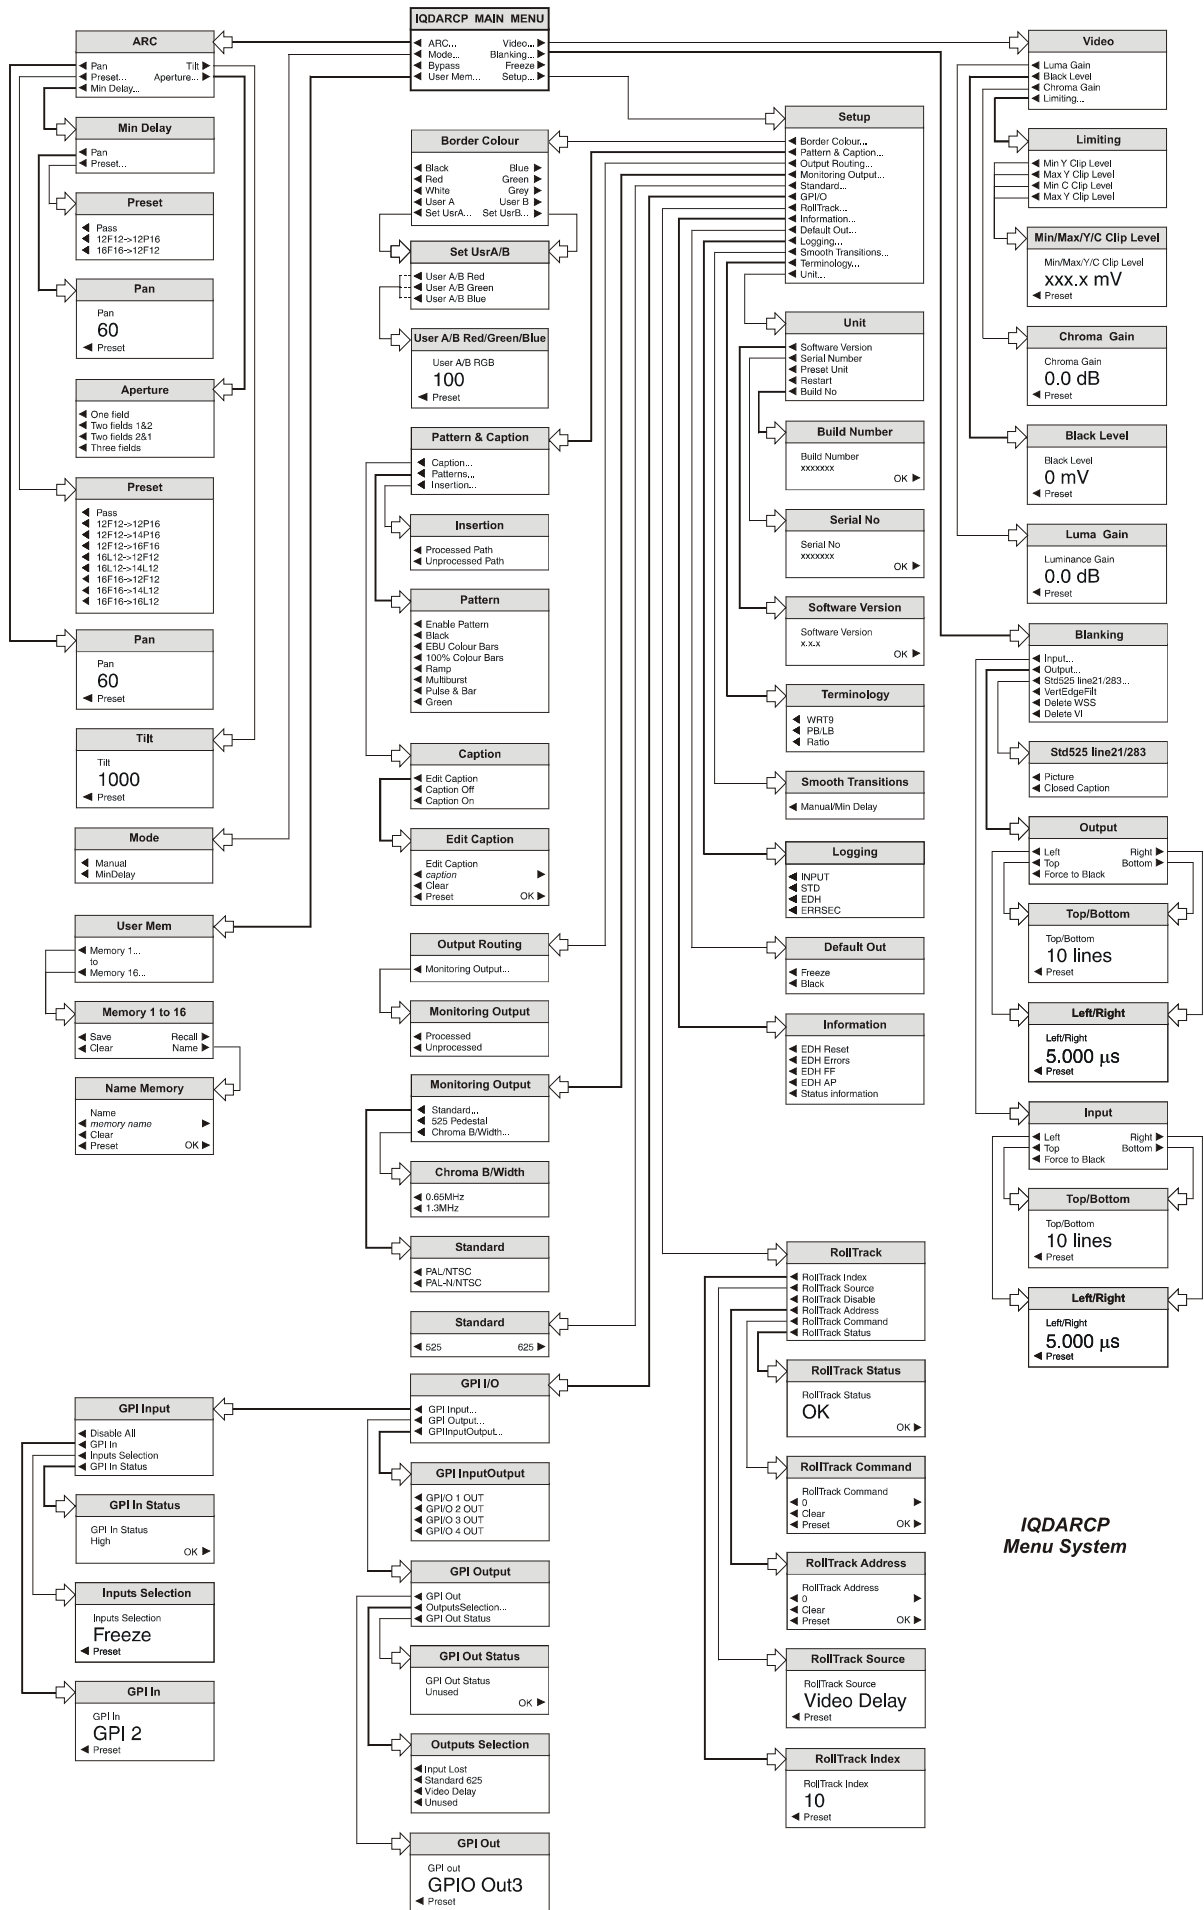 IQDARCP MAIN MENU
ARC... Video...
Mode... Blanking...
Bypass Freeze
User Mem... Setup...
ARC
Pan Tilt
Preset... Aperture...
Min Delay...
Min Delay
Pan
Preset...
Preset
Pass
12F12->12P16
16F16->12F12
Pan
Pan
60
Preset
Aperture
One field
Two fields 1&2
Two fields 2&1
Three fields
Preset
Pass
12F12->12P16
12F12->14P16
12F12->16F16
16L12->12F12
16L12->14L12
16F16->12F12
16F16->14L12
16F16->16L12
Pan
Pan
60
Preset
Tilt
Tilt
1000
Preset
Mode
Manual
MinDelay
User Mem
Memory 1...
to
Memory 16...
Memory 1 to 16
Save Recall
Clear Name
Name Memory
Name
memory name
Clear
Preset OK
GPI Input
Disable All
GPI In
Inputs Selection
GPI In Status
GPI In Status
GPI In Status
High
OK
Inputs Selection
Inputs Selection
Freeze
Preset
GPI In
GPI In
GPI 2
Preset
Border Colour
Black Blue
Red Green
White Grey
User A User B
Set UsrA... Set UsrB...
Set UsrA/B
User A/B Red
User A/B Green
User A/B Blue
User A/B Red/Green/Blue
User A/B RGB
100
Preset
Pattern & Caption
Caption...
Patterns...
Insertion...
Insertion
Processed Path
Unprocessed Path
Pattern
Enable Pattern
Black
EBU Colour Bars
100% Colour Bars
Ramp
Multiburst
Pulse & Bar
Green
Caption
Edit Caption
Caption Off
Caption On
Edit Caption
Edit Caption
caption
Clear
Preset OK
Output Routing
Monitoring Output...
Monitoring Output
Processed
Unprocessed
Monitoring Output
Standard...
525 Pedestal
Chroma B/Width...
Chroma B/Width
0.65MHz
1.3MHz
Standard
PAL/NTSC
PAL-N/NTSC
Standard
525 625
GPI I/O
GPI Input...
GPI Output...
GPIInputOutput...
GPI InputOutput
GPI/O 1 OUT
GPI/O 2 OUT
GPI/O 3 OUT
GPI/O 4 OUT
GPI Output
GPI Out
OutputsSelection...
GPI Out Status
GPI Out Status
GPI Out Status
Unused
OK
Outputs Selection
Input Lost
Standard 625
Video Delay
Unused
GPI Out
GPI out
GPIO Out3
Preset
Setup
Border Colour...
Pattern & Caption...
Output Routing...
Monitoring Output...
Standard...
GPI/O
RollTrack...
Information...
Default Out...
Logging...
Smooth Transitions...
Terminology...
Unit...
Unit
Software Version
Serial Number
Preset Unit
Restart
Build No
Build Number
Build Number
xxxxxxx
OK
Serial No
Serial No
xxxxxxx
OK
Software Version
Software Version
x.x.x
OK
Terminology
WRT9
PB/LB
Ratio
Smooth Transitions
Manual/Min Delay
Logging
INPUT
STD
EDH
ERRSEC
Default Out
Freeze
Black
Information
EDH Reset
EDH Errors
EDH FF
EDH AP
Status information
RollTrack
RollTrack Index
RollTrack Source
RollTrack Disable
RollTrack Address
RollTrack Command
RollTrack Status
RollTrack Status
RollTrack Status
OK
OK
RollTrack Command
RollTrack Command
0
Clear
Preset OK
RollTrack Address
RollTrack Address
0
Clear
Preset OK
RollTrack Source
RollTrack Source
Video Delay
Preset
RollTrack Index
RollTrack Index
10
Preset
Video
Luma Gain
Black Level
Chroma Gain
Limiting...
Limiting
Min Y Clip Level
Max Y Clip Level
Min C Clip Level
Max Y Clip Level
Min/Max/Y/C Clip Level
Min/Max/Y/C Clip Level
xxx.x mV
Preset
Chroma Gain
Chroma Gain
0.0 dB
Preset
Black Level
Black Level
0 mV
Preset
Luma Gain
Luminance Gain
0.0 dB
Preset
Blanking
Input...
Output...
Std525 line21/283...
VertEdgeFilt
Delete WSS
Delete VI
Std525 line21/283
Picture
Closed Caption
Output
Left Right
Top Bottom
Force to Black
Top/Bottom
Top/Bottom
10 lines
Preset
Left/Right
Left/Right
5.000 µs
Preset
Input
Left Right
Top Bottom
Force to Black
Top/Bottom
Top/Bottom
10 lines
Preset
Left/Right
Left/Right
5.000 µs
Preset
IQDARCP
Menu System